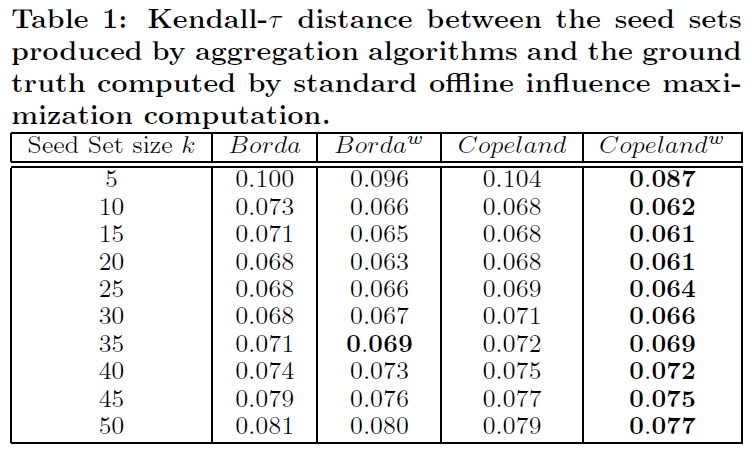 Table 1: Kendall-τ distance between the seed sets
produced by aggregation algorithms and the ground
truth computed by standard offline influence maxi-
mization computation.
Seed Set size k Borda Borda^w Copeland Copeland^w
5 0.100 0.096 0.104 0.087
10 0.073 0.066 0.068 0.062
15 0.071 0.065 0.068 0.061
20 0.068 0.063 0.068 0.061
25 0.068 0.066 0.069 0.064
30 0.068 0.067 0.071 0.066
35 0.071 0.069 0.072 0.069
40 0.074 0.073 0.075 0.072
45 0.079 0.076 0.077 0.075
50 0.081 0.080 0.079 0.077